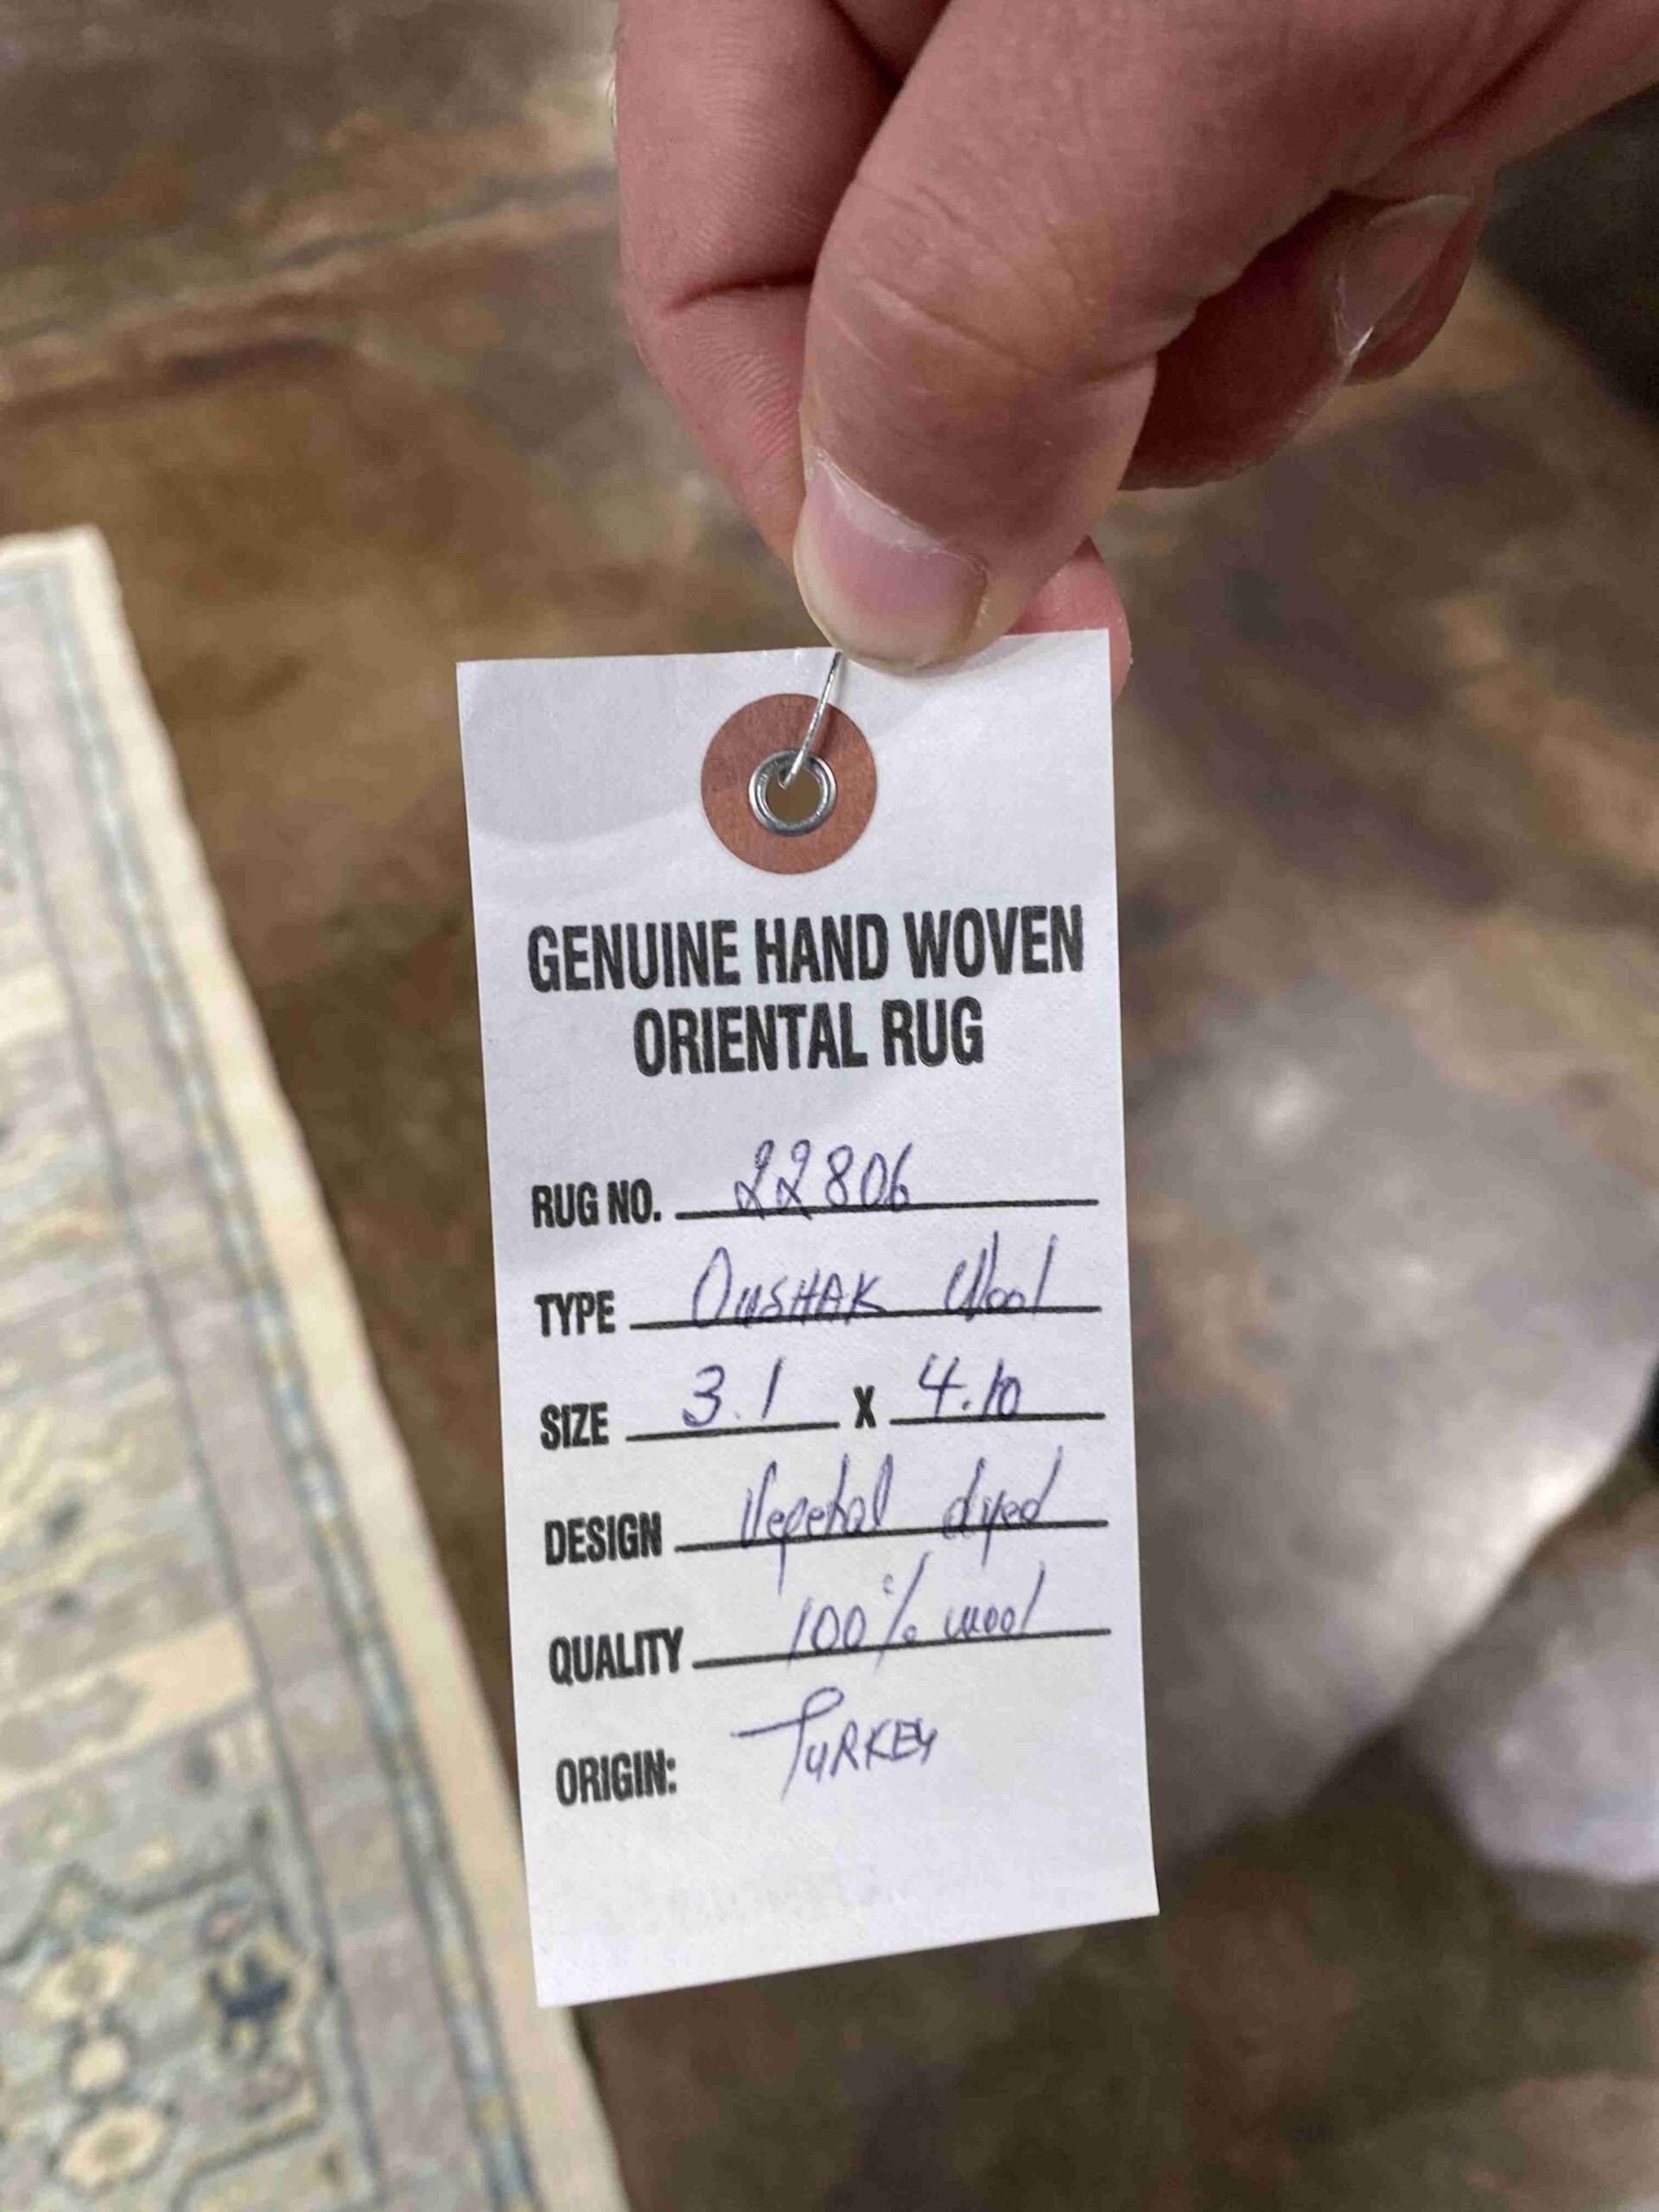 GENUINE HAND WOVEN
ORIENTAL RUG
RUG NO. 22806
TYPE OUSHAK Wool
SIZE 3.1 X 4.10
DESIGN Vegetal dyed
QUALITY 100% wool
ORIGIN: TURKEY